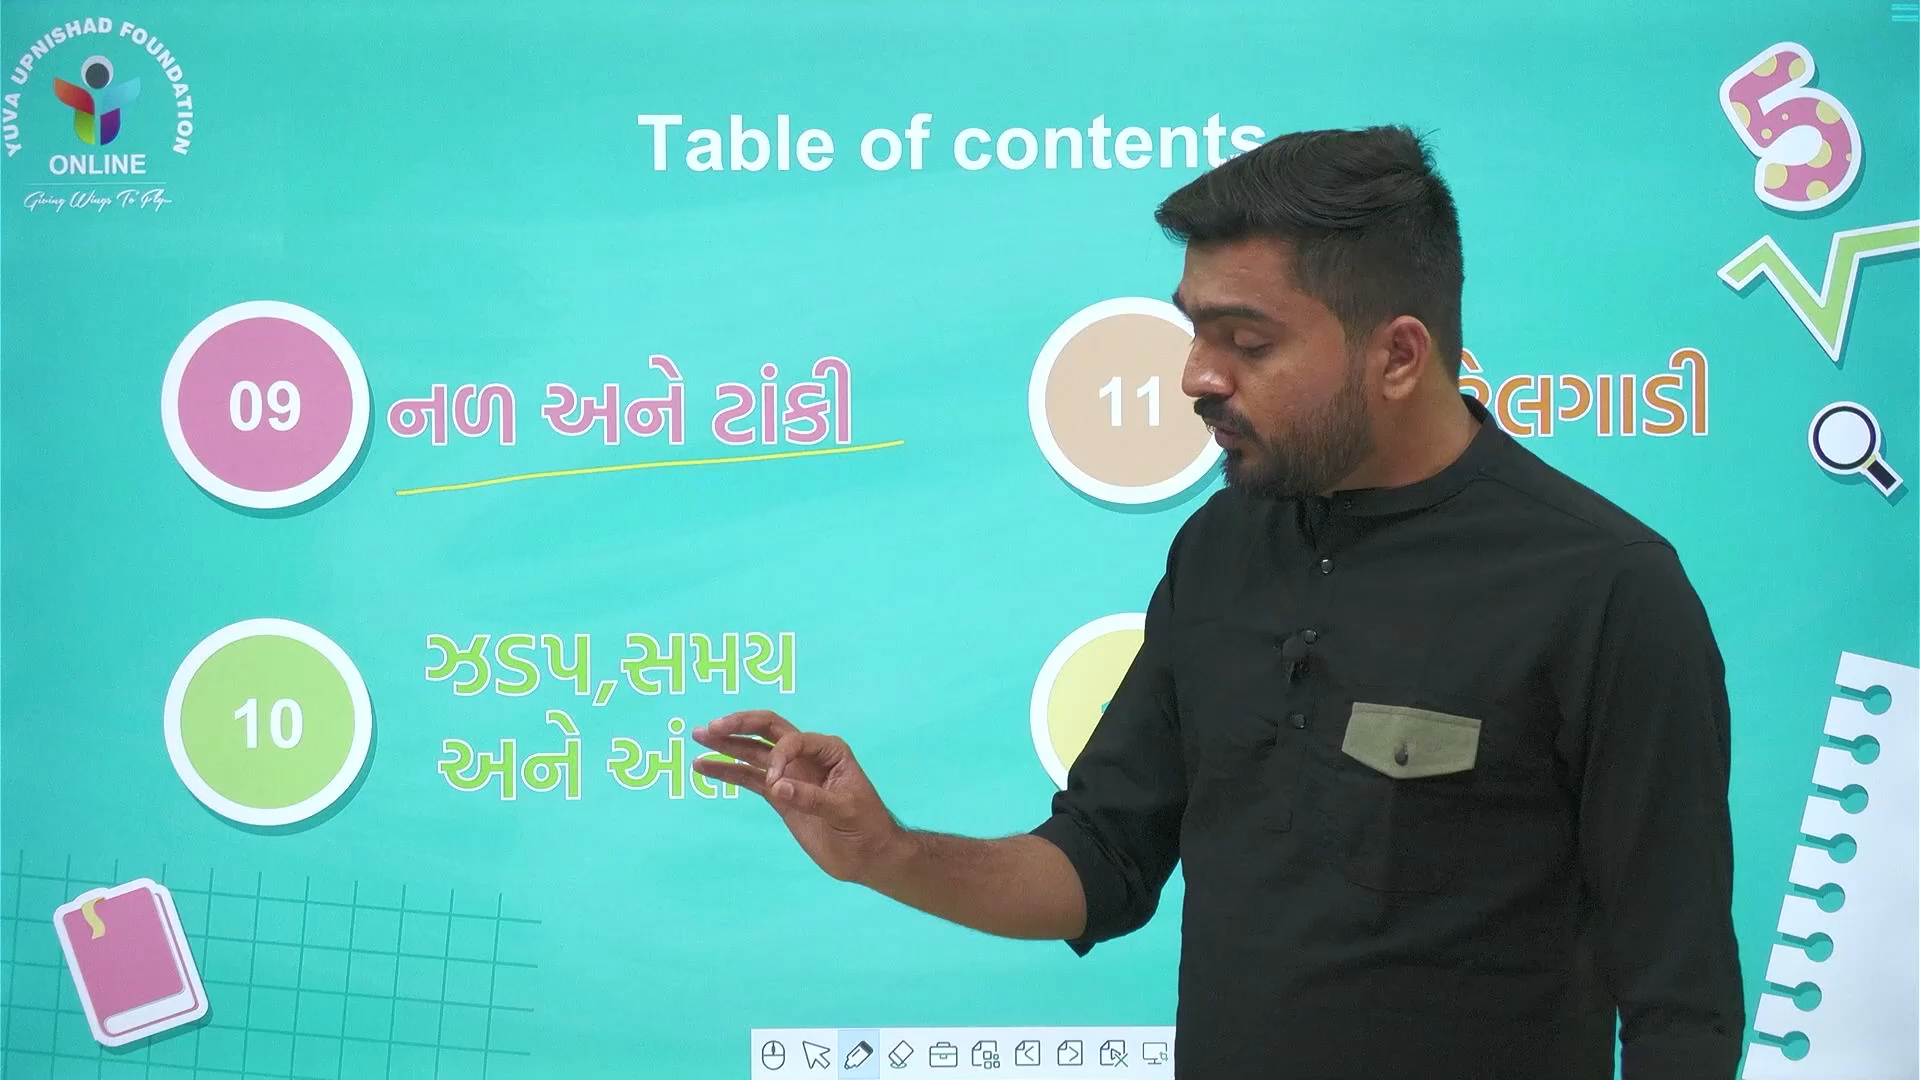 YUVA UPNISHAD FOUNDATION
ONLINE
Giving Wings To Fly...
Table of contents
09
નળ અને ટાંકી
11
રેલગાડી
10
ઝડપ,સમય
અને
5